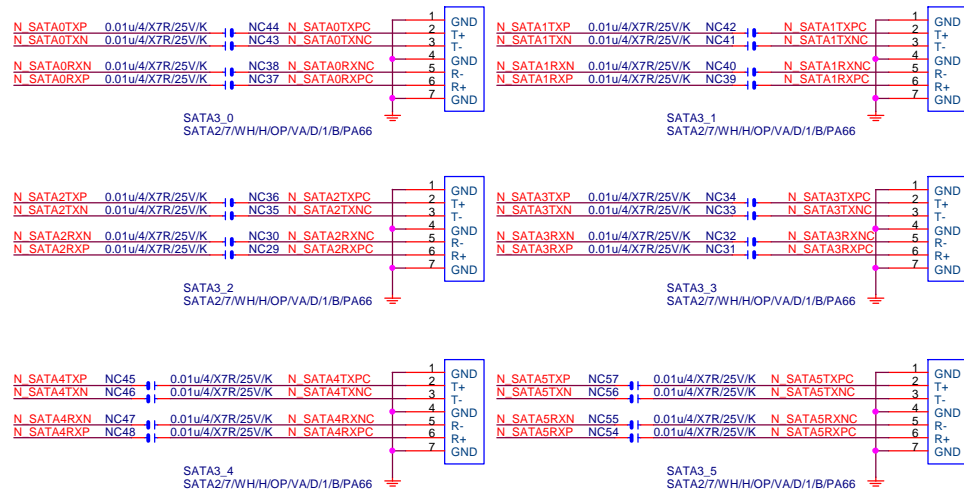 1 GND
N_SATA0TXP 0.01u/4/X7R/25V/K NC44 N_SATA0TXPC 2 T+
N_SATA0TXN 0.01u/4/X7R/25V/K NC43 N_SATA0TXNC 3 T-
4 GND
N_SATA0RXN 0.01u/4/X7R/25V/K NC38 N_SATA0RXNC 5 R-
N_SATA0RXP 0.01u/4/X7R/25V/K NC37 N_SATA0RXPC 6 R+
7 GND
SATA3_0
SATA2/7/WH/H/OP/VA/D/1/B/PA66
1 GND
N_SATA1TXP 0.01u/4/X7R/25V/K NC42 N_SATA1TXPC 2 T+
N_SATA1TXN 0.01u/4/X7R/25V/K NC41 N_SATA1TXNC 3 T-
4 GND
N_SATA1RXN 0.01u/4/X7R/25V/K NC40 N_SATA1RXNC 5 R-
N_SATA1RXP 0.01u/4/X7R/25V/K NC39 N_SATA1RXPC 6 R+
7 GND
SATA3_1
SATA2/7/WH/H/OP/VA/D/1/B/PA66
1 GND
N_SATA2TXP 0.01u/4/X7R/25V/K NC36 N_SATA2TXPC 2 T+
N_SATA2TXN 0.01u/4/X7R/25V/K NC35 N_SATA2TXNC 3 T-
4 GND
N_SATA2RXN 0.01u/4/X7R/25V/K NC30 N_SATA2RXNC 5 R-
N_SATA2RXP 0.01u/4/X7R/25V/K NC29 N_SATA2RXPC 6 R+
7 GND
SATA3_2
SATA2/7/WH/H/OP/VA/D/1/B/PA66
1 GND
N_SATA3TXP 0.01u/4/X7R/25V/K NC34 N_SATA3TXPC 2 T+
N_SATA3TXN 0.01u/4/X7R/25V/K NC33 N_SATA3TXNC 3 T-
4 GND
N_SATA3RXN 0.01u/4/X7R/25V/K NC32 N_SATA3RXNC 5 R-
N_SATA3RXP 0.01u/4/X7R/25V/K NC31 N_SATA3RXPC 6 R+
7 GND
SATA3_3
SATA2/7/WH/H/OP/VA/D/1/B/PA66
1 GND
N_SATA4TXP NC45 0.01u/4/X7R/25V/K N_SATA4TXPC 2 T+
N_SATA4TXN NC46 0.01u/4/X7R/25V/K N_SATA4TXNC 3 T-
4 GND
N_SATA4RXN NC47 0.01u/4/X7R/25V/K N_SATA4RXNC 5 R-
N_SATA4RXP NC48 0.01u/4/X7R/25V/K N_SATA4RXPC 6 R+
7 GND
SATA3_4
SATA2/7/WH/H/OP/VA/D/1/B/PA66
1 GND
N_SATA5TXP NC57 0.01u/4/X7R/25V/K N_SATA5TXPC 2 T+
N_SATA5TXN NC56 0.01u/4/X7R/25V/K N_SATA5TXNC 3 T-
4 GND
N_SATA5RXN NC55 0.01u/4/X7R/25V/K N_SATA5RXNC 5 R-
N_SATA5RXP NC54 0.01u/4/X7R/25V/K N_SATA5RXPC 6 R+
7 GND
SATA3_5
SATA2/7/WH/H/OP/VA/D/1/B/PA66